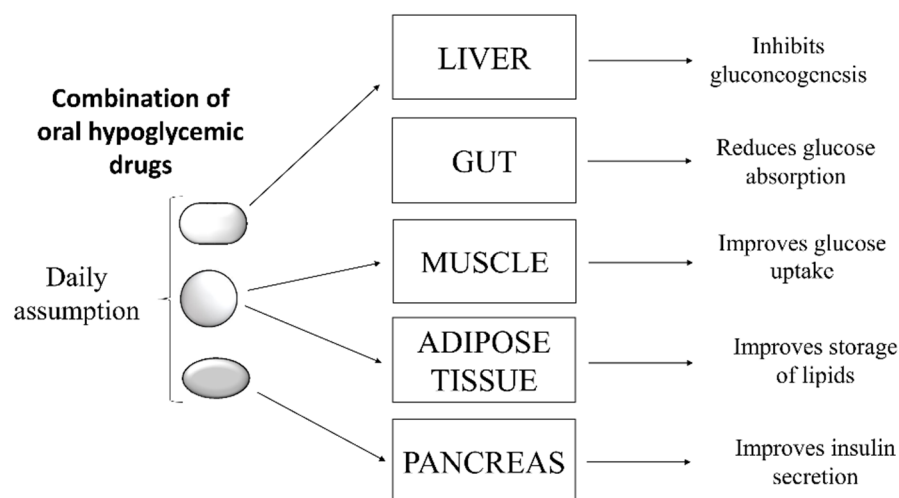 Combination of
oral hypoglycemic
drugs
Daily
assumption
LIVER
Inhibits
gluconeogenesis
GUT
Reduces glucose
absorption
MUSCLE
Improves glucose
uptake
ADIPOSE
TISSUE
Improves storage
of lipids
PANCREAS
Improves insulin
secretion